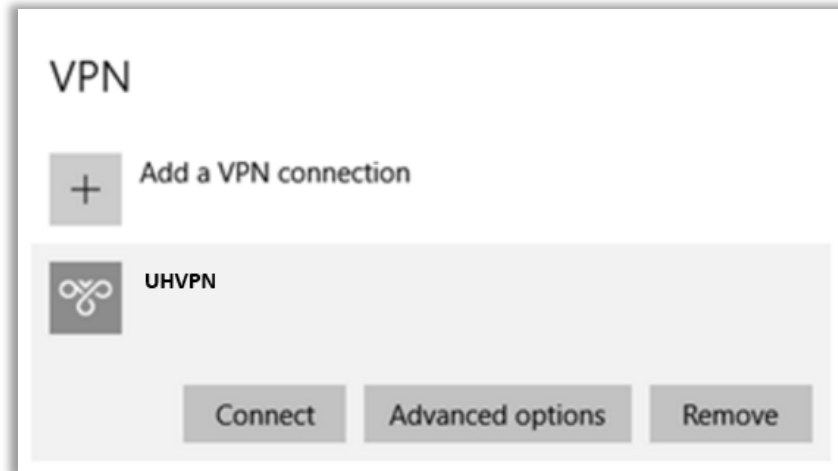 VPN
Add a VPN connection
UHVPN
Connect Advanced options Remove